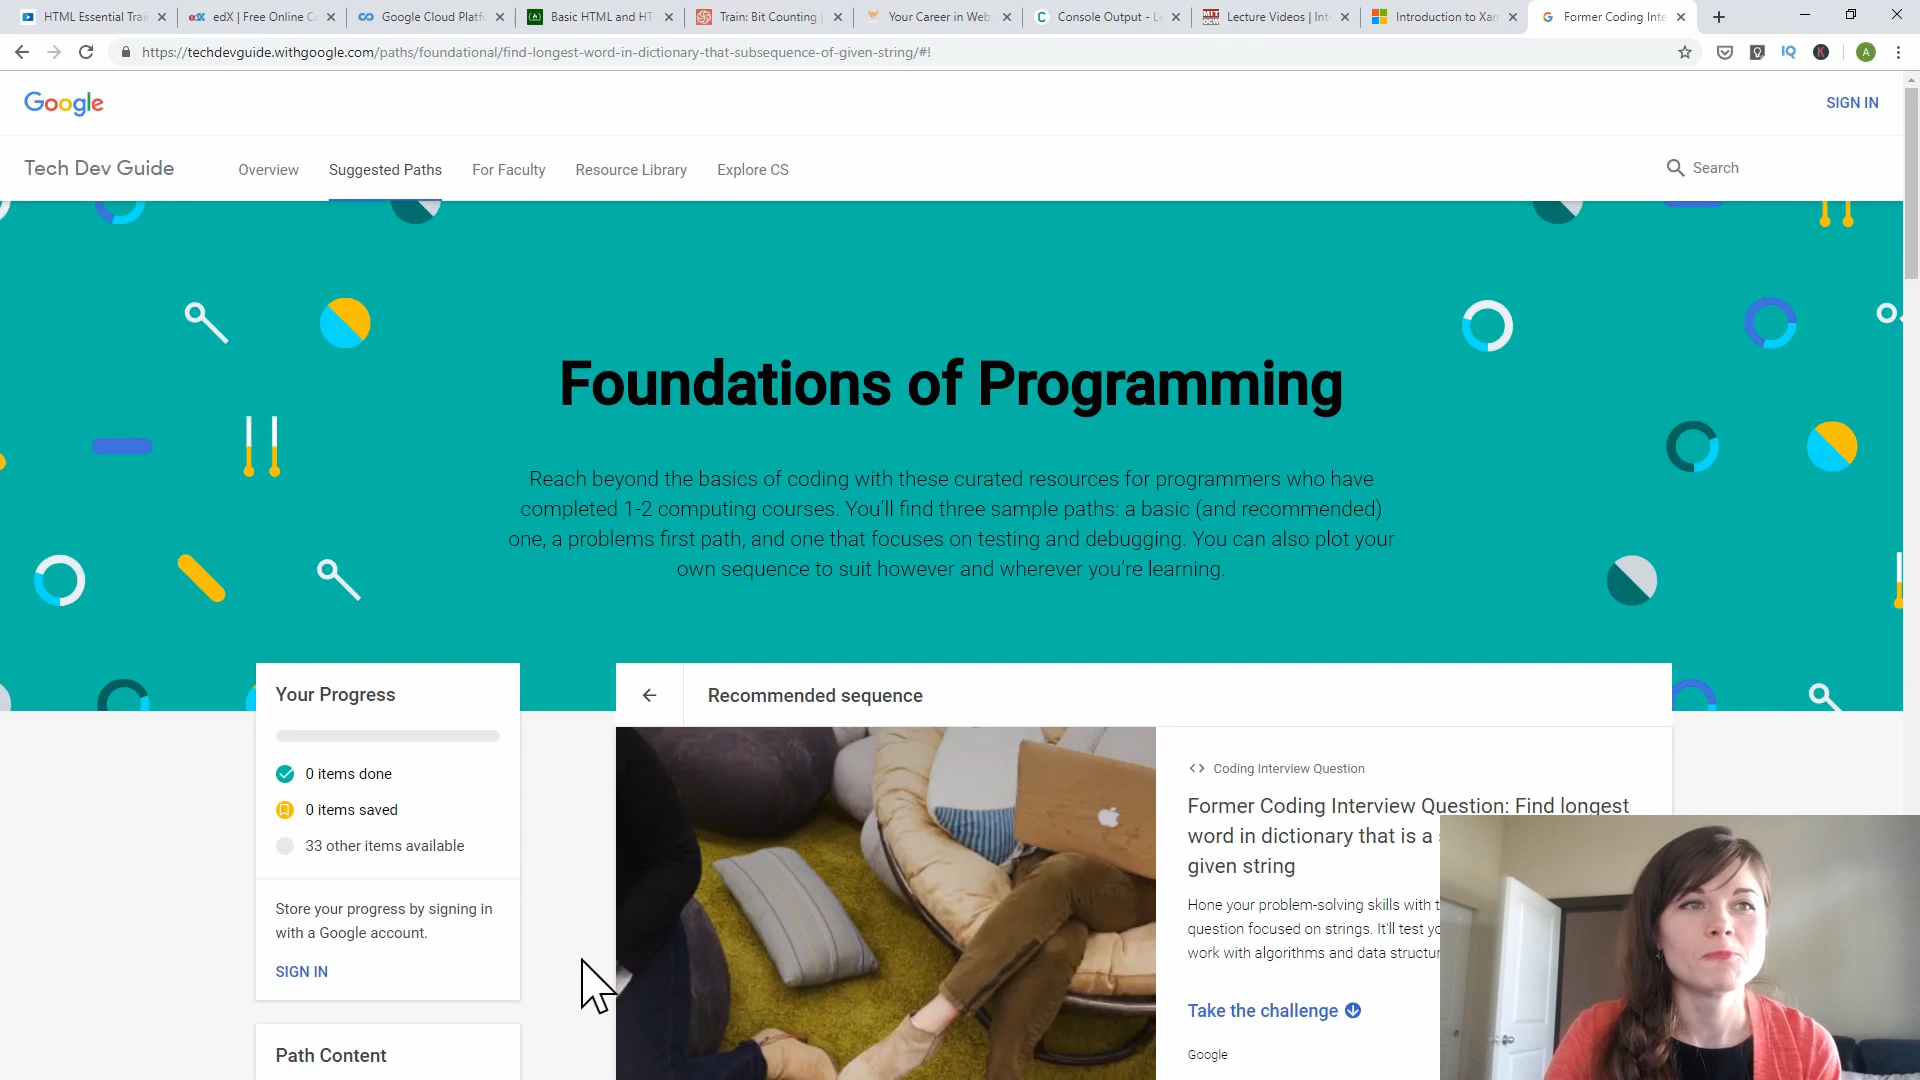 HTML Essential Trai
edX | Free Online C
Google Cloud Platf
Basic HTML and HT
Train: Bit Counting
Your Career in Web
Console Output - Le
Lecture Videos | Int
Introduction to Xam
Former Coding Inte
https://techdevguide.withgoogle.com/paths/foundational/find-longest-word-in-dictionary-that-subsequence-of-given-string/#!
IQ
K
A
Google
SIGN IN
Tech Dev Guide
Overview
Suggested Paths
For Faculty
Resource Library
Explore CS
Search
Foundations of Programming
Reach beyond the basics of coding with these curated resources for programmers who have
completed 1-2 computing courses. You’ll find three sample paths: a basic (and recommended)
one, a problems first path, and one that focuses on testing and debugging. You can also plot your
own sequence to suit however and wherever you’re learning.
Your Progress
0 items done
0 items saved
33 other items available
Store your progress by signing in
with a Google account.
SIGN IN
Path Content
Recommended sequence
Coding Interview Question
Former Coding Interview Question: Find longest
word in dictionary that is a
given string
Hone your problem-solving skills with
question focused on strings. It'll test
work with algorithms and data
Take the challenge
Google